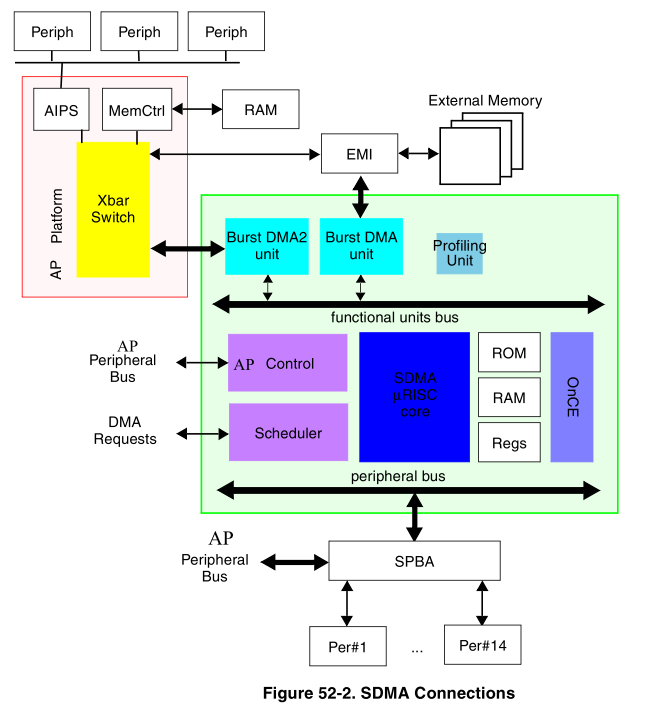 Periph
Periph
Periph
AIPS
MemCtrl
RAM
External Memory
EMI
Xbar
Switch
AP Platform
Burst DMA2
unit
Burst DMA
unit
Profiling
Unit
functional units bus
AP
Peripheral
Bus
AP Control
SDMA
µRISC
core
ROM
RAM
Regs
OnCE
DMA
Requests
Scheduler
peripheral bus
AP
Peripheral
Bus
SPBA
Per#1
...
Per#14
Figure 52-2. SDMA Connections